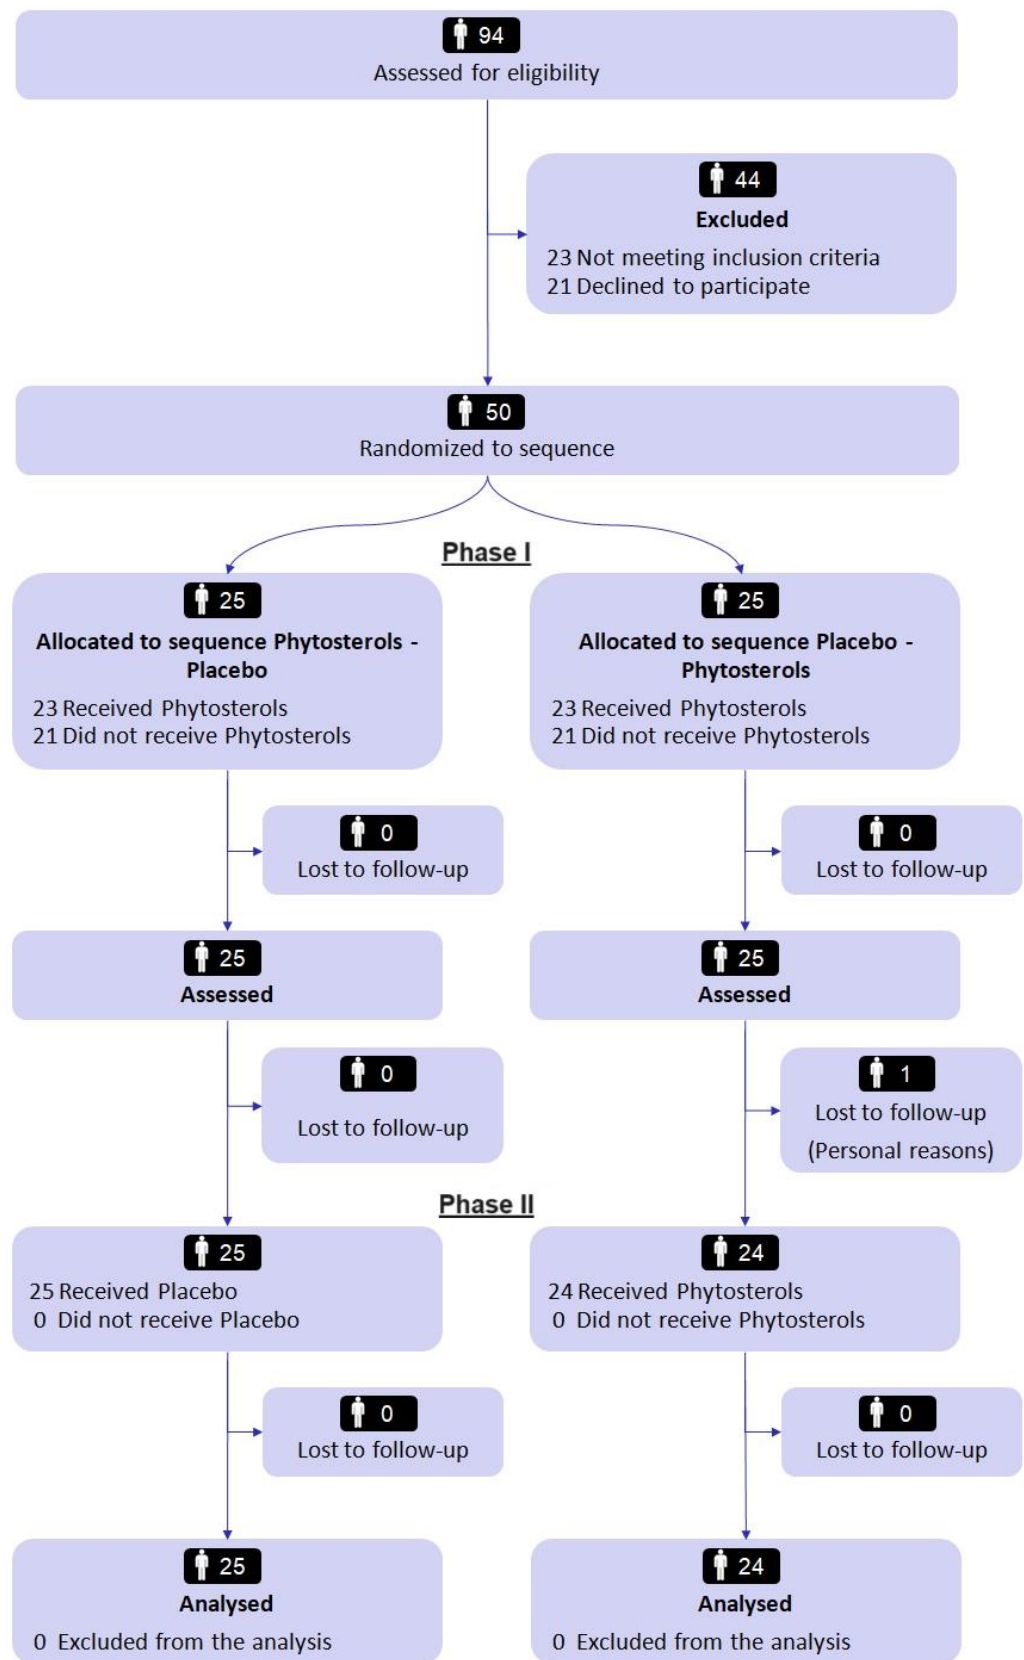 94
Assessed for eligibility
44
Excluded
23 Not meeting inclusion criteria
21 Declined to participate
50
Randomized to sequence
Phase I
25
Allocated to sequence Phytosterols -
Placebo
23 Received Phytosterols
21 Did not receive Phytosterols
25
Allocated to sequence Placebo -
Phytosterols
23 Received Phytosterols
21 Did not receive Phytosterols
0
Lost to follow-up
0
Lost to follow-up
25
Assessed
25
Assessed
0
Lost to follow-up
1
Lost to follow-up
(Personal reasons)
Phase II
25
25 Received Placebo
0 Did not receive Placebo
24
24 Received Phytosterols
0 Did not receive Phytosterols
0
Lost to follow-up
0
Lost to follow-up
25
Analysed
0 Excluded from the analysis
24
Analysed
0 Excluded from the analysis